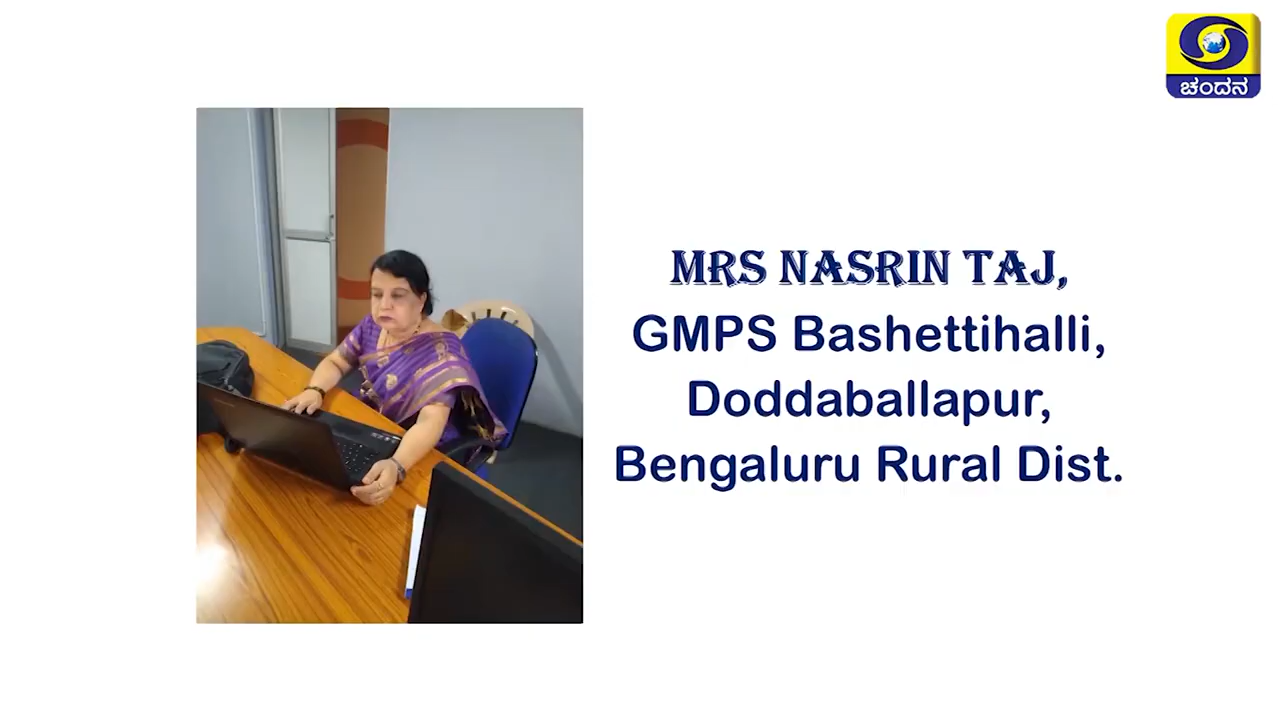 ಚಂದನ
MRS NASRIN TAJ,
GMPS Bashettihalli,
Doddaballapur,
Bengaluru Rural Dist.